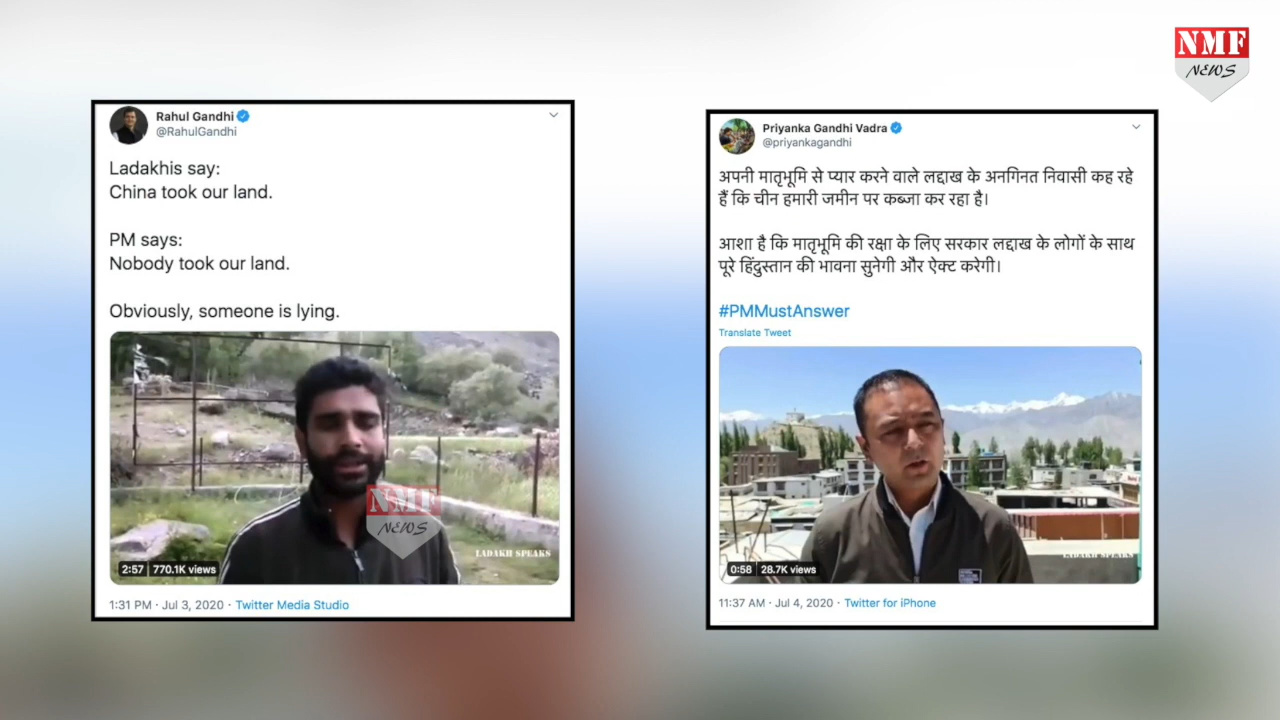 NMF
NEWS
Rahul Gandhi
@RahulGandhi
Ladakhis say:
China took our land.
PM says:
Nobody took our land.
Obviously, someone is lying.
NMF
NEWS
LADAKH SPEAKS
2:57 770.1K views
1:31 PM · Jul 3, 2020 · Twitter Media Studio
Priyanka Gandhi Vadra
@priyankagandhi
अपनी मातृभूमि से प्यार करने वाले लद्दाख के अनगिनत निवासी कह रहे
हैं कि चीन हमारी जमीन पर कब्जा कर रहा है।
आशा है कि मातृभूमि की रक्षा के लिए सरकार लद्दाख के लोगों के साथ
पूरे हिंदुस्तान की भावना सुनेगी और ऐक्ट करेगी।
#PMMustAnswer
Translate Tweet
LADAKH SPEAKS
0:58 28.7K views
11:37 AM · Jul 4, 2020 · Twitter for iPhone